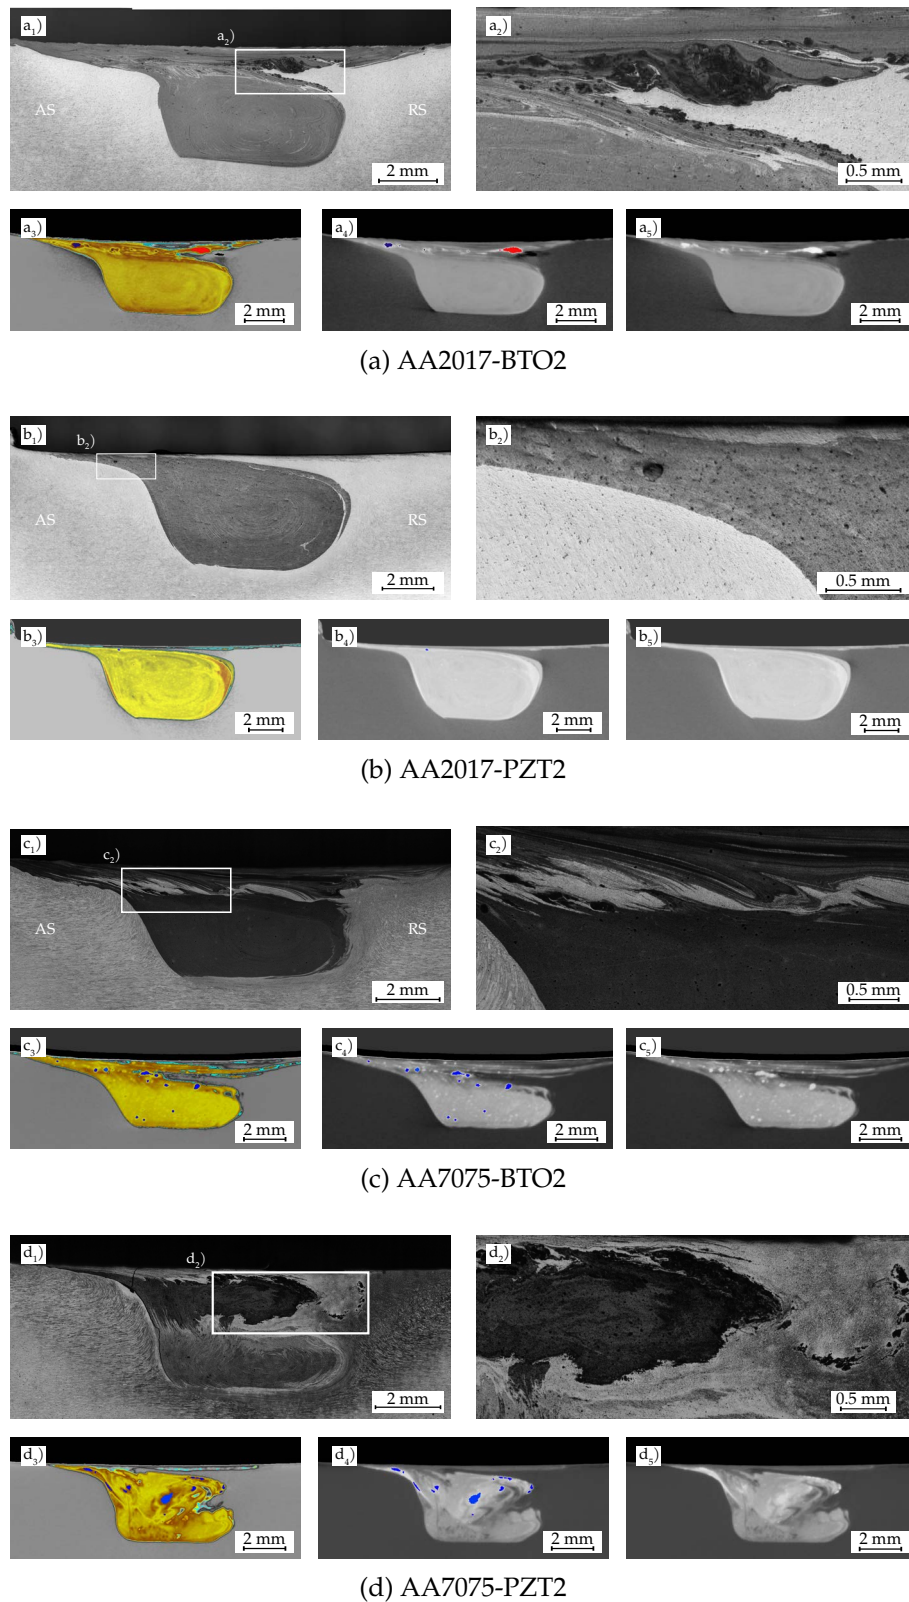 a1) a2) AS RS 2 mm
a2) 0.5 mm
a3) 2 mm
a4) 2 mm
a5) 2 mm
(a) AA2017-BTO2
b1) b2) AS RS 2 mm
b2) 0.5 mm
b3) 2 mm
b4) 2 mm
b5) 2 mm
(b) AA2017-PZT2
c1) c2) AS RS 2 mm
c2) 0.5 mm
c3) 2 mm
c4) 2 mm
c5) 2 mm
(c) AA7075-BTO2
d1) d2) 2 mm
d2) 0.5 mm
d3) 2 mm
d4) 2 mm
d5) 2 mm
(d) AA7075-PZT2